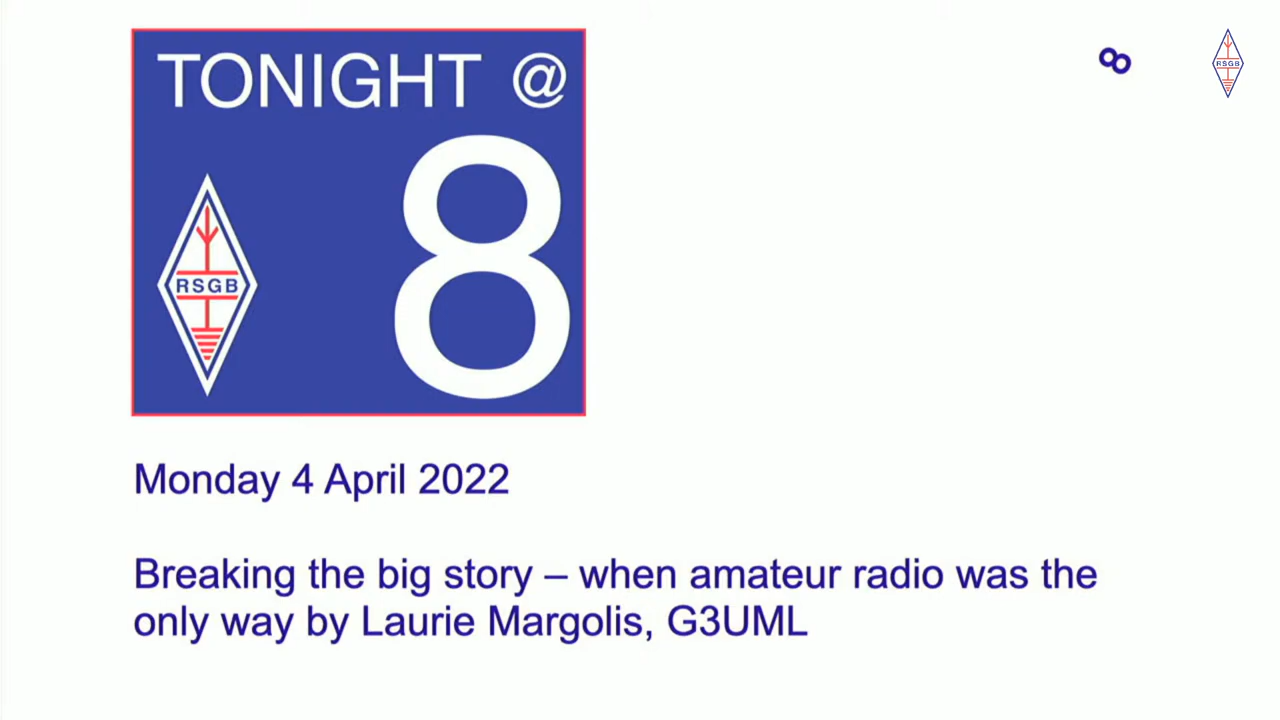 TONIGHT @
8
RSGB
RSGB
Monday 4 April 2022
Breaking the big story – when amateur radio was the
only way by Laurie Margolis, G3UML